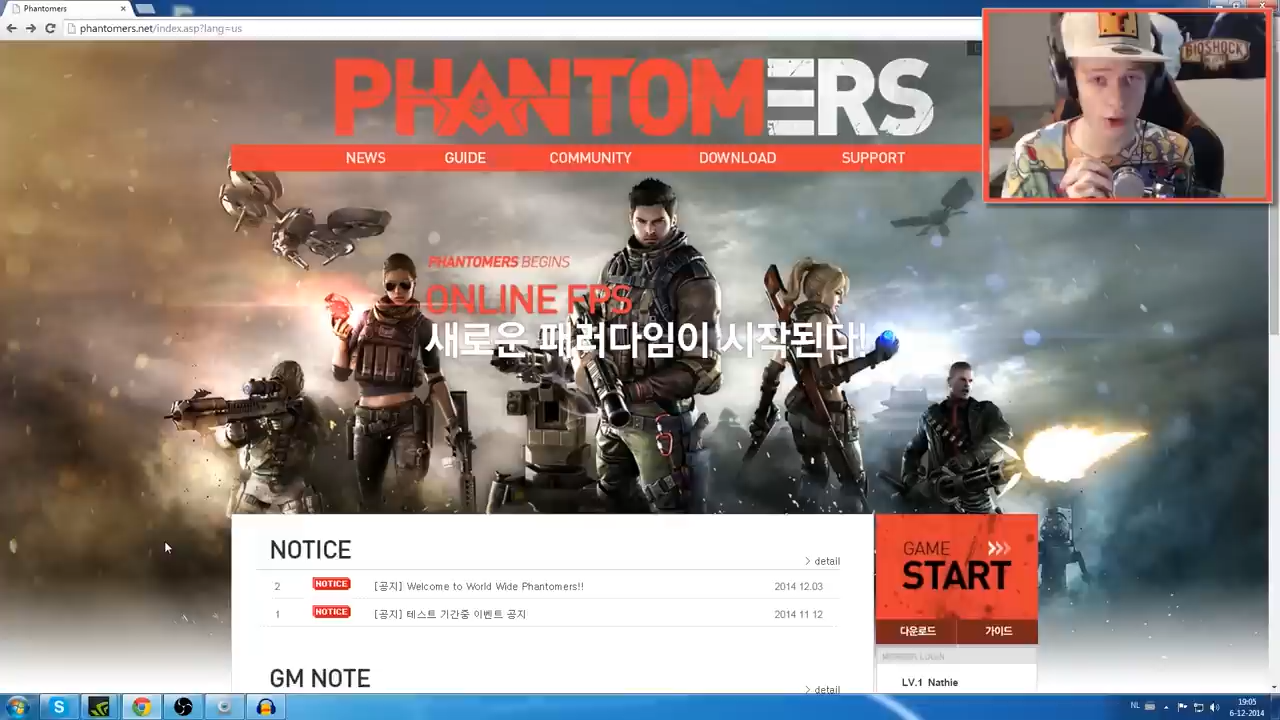 Phantomers
phantomers.net/index.asp?lang=us
BIOSHOCK
PHANTOMERS
NEWS GUIDE COMMUNITY DOWNLOAD SUPPORT
PHANTOMERS BEGINS
ONLINE FPS
새로운 패러다임이 시작된다!
NOTICE
detail
2 NOTICE [공지] Welcome to World Wide Phantomers!! 2014 12.03
1 NOTICE [공지] 테스트 기간중 이벤트 공지 2014 11 12
GM NOTE
detail
GAME
START
다운로드 가이드
LV.1 Nathie
NL
19:05
6-12-2014